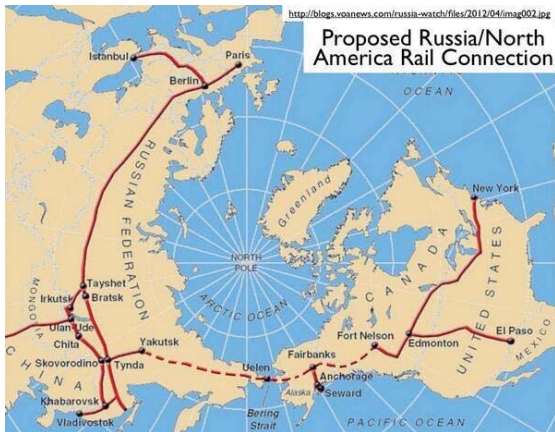 http://blogs.voanews.com/russia-watch/files/2012/04/imag002.jpg
Proposed Russia/North
America Rail Connection
OCEAN
Istanbul
Paris
Berlin
RUSSIAN FEDERATION
Greenland
New York
NORTH
POLE
ARCTIC OCEAN
CANADA
UNITED STATES
MONGOLIA
Tayshet
Bratsk
Irkutsk
Ulan Ude
Chita
Yakutsk
Skovorodino
Tynda
CHINA
Khabarovsk
Vladivostok
Uelen
Bering
Strait
Fairbanks
Anchorage
Alaska
Seward
Fort Nelson
Edmonton
El Paso
MEXICO
PACIFIC OCEAN